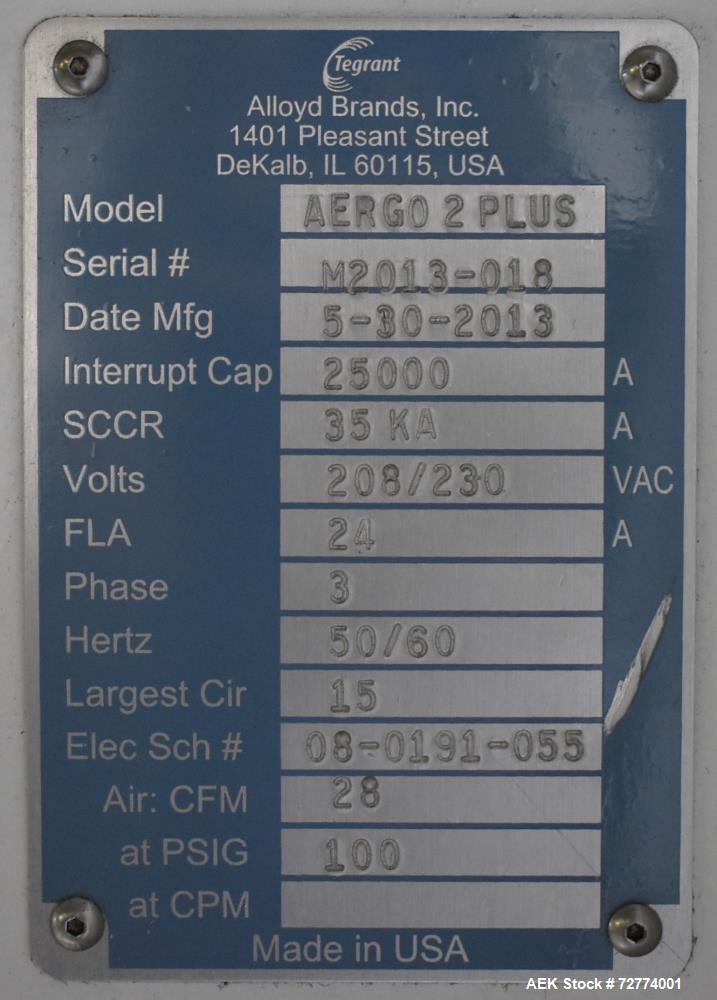 Tegrant
Alloyd Brands, Inc.
1401 Pleasant Street
DeKalb, IL 60115, USA
Model AERGO 2 PLUS
Serial # M2013-018
Date Mfg 5-30-2013
Interrupt Cap 25000 A
SCCR 35 KA A
Volts 208/230 VAC
FLA 24 A
Phase 3
Hertz 50/60
Largest Cir 15
Elec Sch # 08-0191-055
Air: CFM 28
at PSIG 100
at CPM
Made in USA
AEK Stock # 72774001